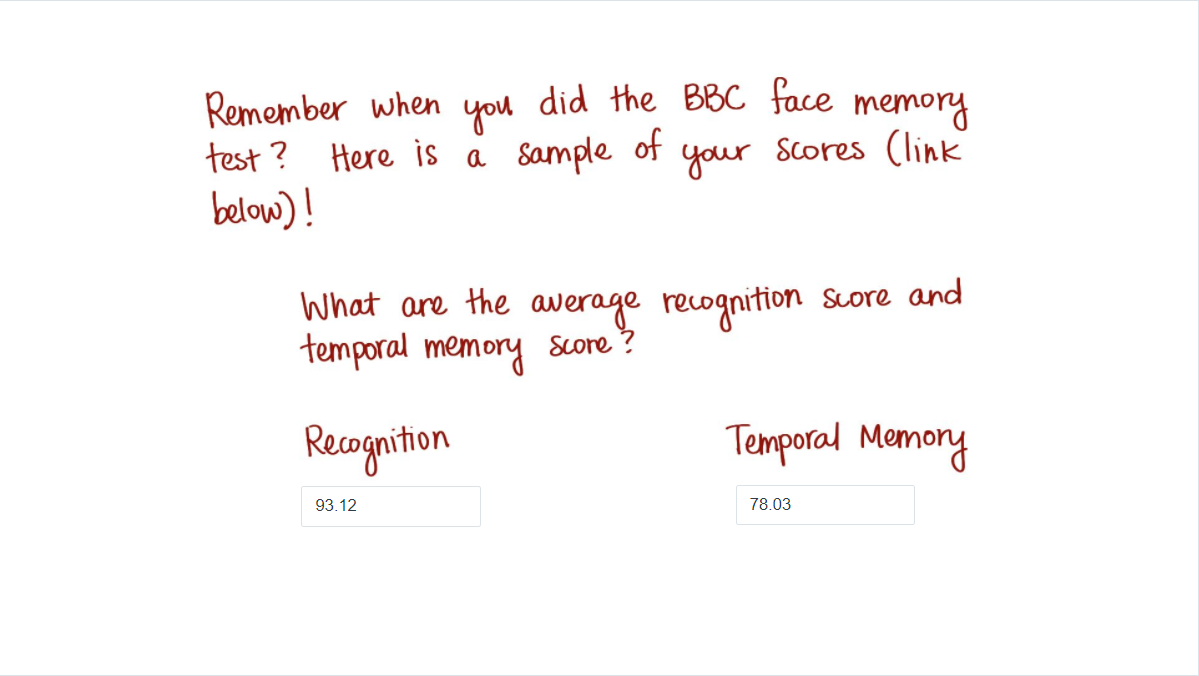 Remember when you did the BBC face memory
test? Here is a sample of your scores (link
below)!
What are the average recognition score and
temporal memory score?
Recognition
Temporal Memory
93.12
78.03